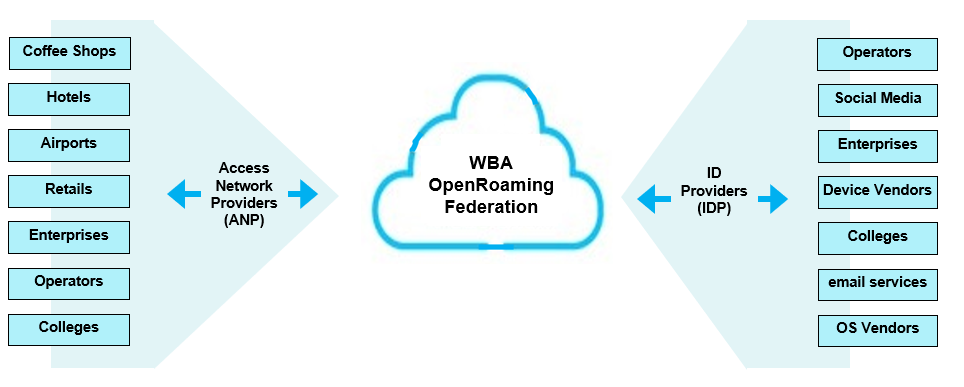 Coffee Shops
Hotels
Airports
Retails
Enterprises
Operators
Colleges
Access
Network
Providers
(ANP)
WBA
OpenRoaming
Federation
ID
Providers
(IDP)
Operators
Social Media
Enterprises
Device Vendors
Colleges
email services
OS Vendors